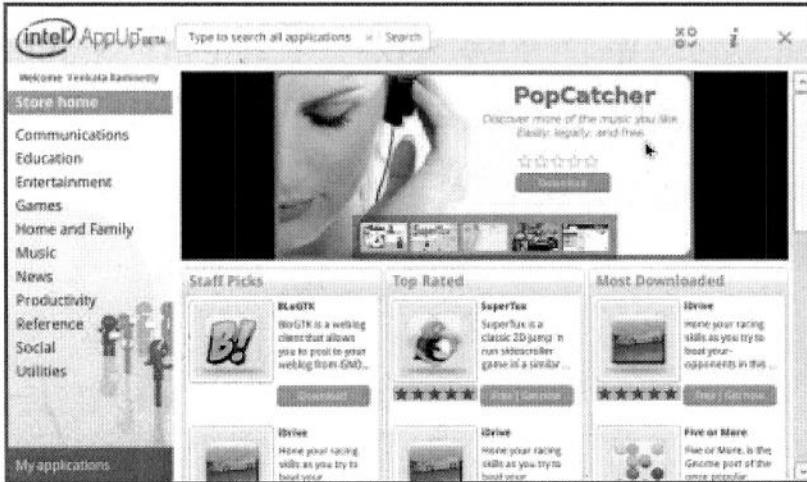 intel AppUp BETA
Type to search all applications × Search
Welcome Venkata
Store home
Communications
Education
Entertainment
Games
Home and Family
Music
News
Productivity
Reference
Social
Utilities
My applications
PopCatcher
Discover more of the music you like.
Easily, legally, and free.
Download
SuperTux
Staff Picks
BloGTK
BloGTK is a weblog
client that allows
you to post to your
weblog from GNO...
Download
iDrive
Hone your racing
skills as you try to
boat your
Top Rated
SuperTux
SuperTux is a
classic 2D jump 'n
run sidescroller
game in a similar ...
Free | Get now
iDrive
Hone your racing
skills as you try to
boat your
Most Downloaded
iDrive
Hone your racing
skills as you try to
boat your
opponents in this ...
Free | Get now
Five or More
Five or More, is the
Gnome port of the
once popular